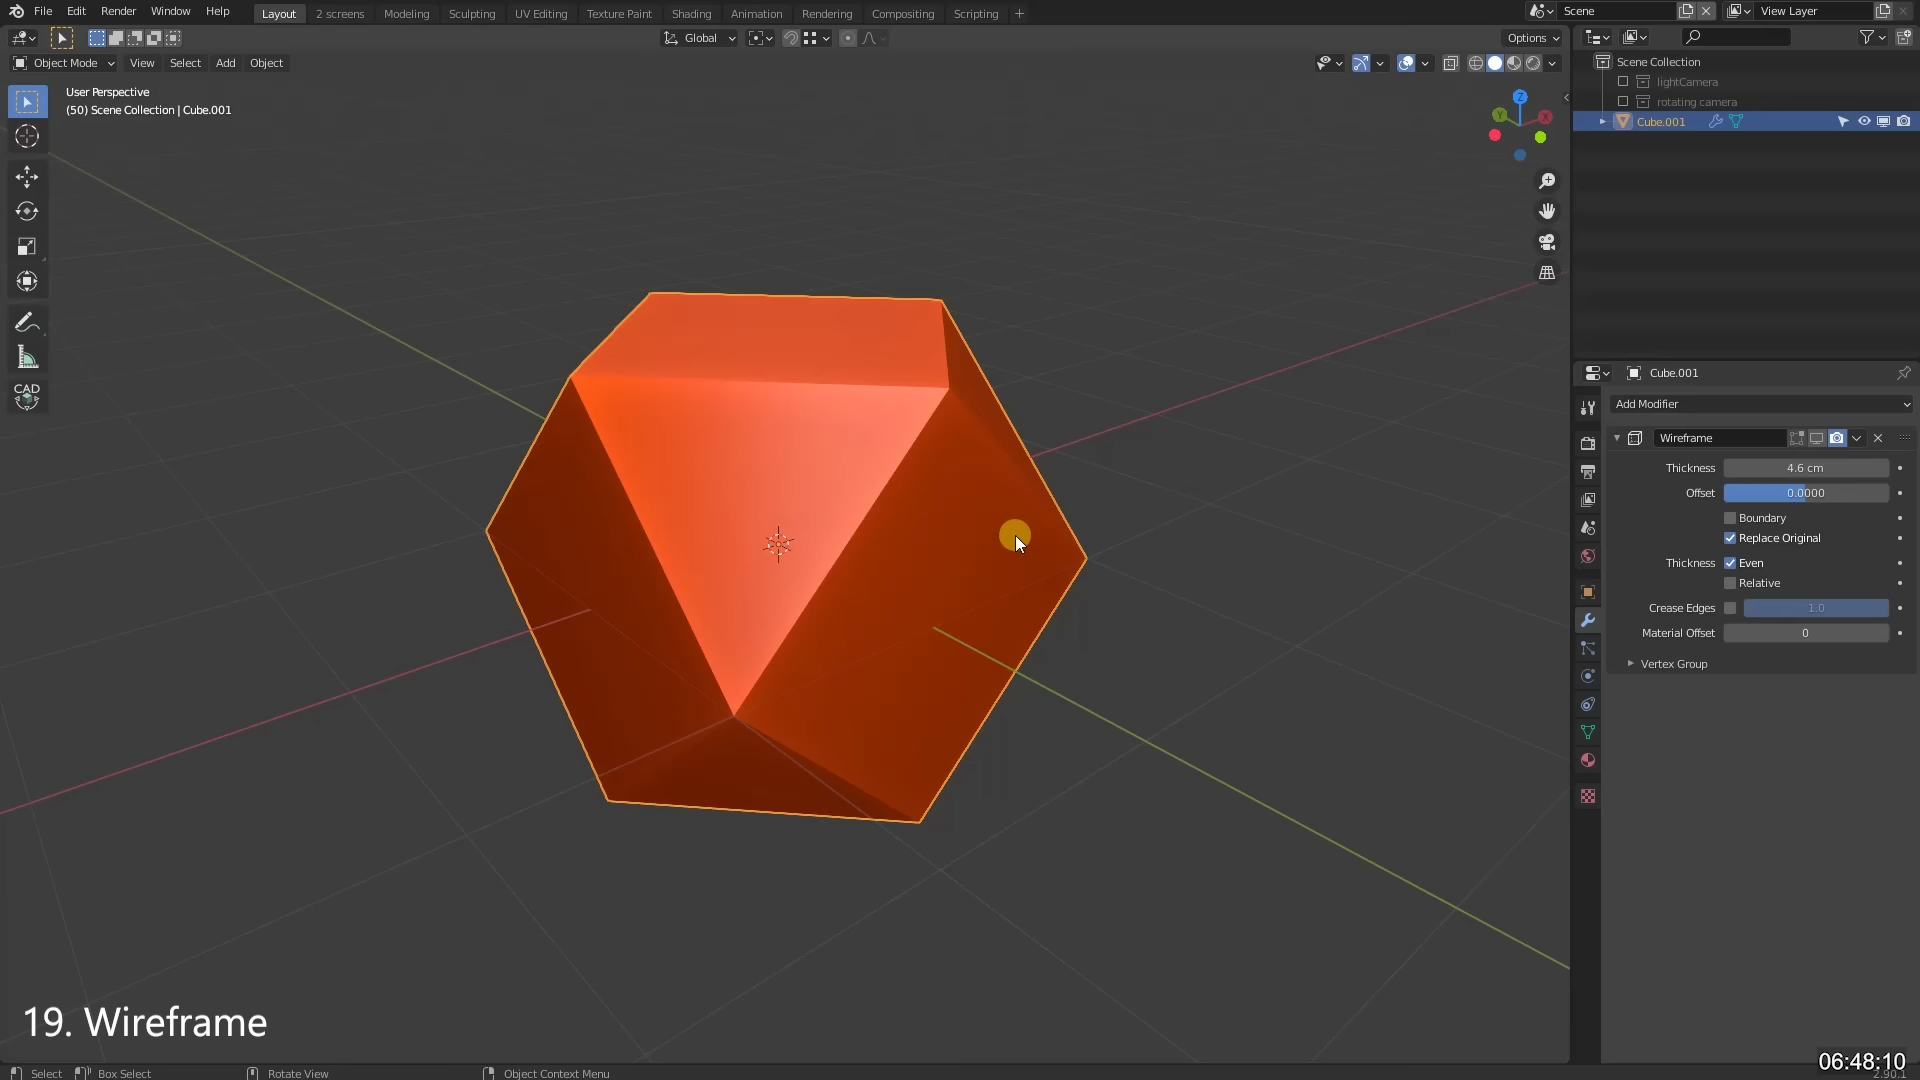 File Edit Render Window Help Layout 2 screens Modeling Sculpting UV Editing Texture Paint Shading Animation Rendering Compositing Scripting + Scene View Layer
Global Options
Object Mode View Select Add Object
User Perspective
(50) Scene Collection | Cube.001
Z
Y
X
CAD
Scene Collection
lightCamera
rotating camera
Cube.001
Cube.001
Add Modifier
Wireframe
Thickness 4.6 cm
Offset 0.0000
Boundary
Replace Original
Thickness Even
Relative
Crease Edges 1.0
Material Offset 0
Vertex Group
19. Wireframe
06:48:10
Select Box Select Rotate View Object Context Menu 2.90.1